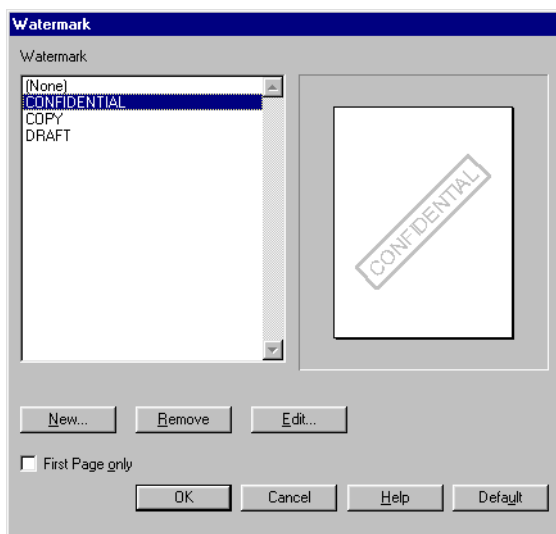 Watermark
Watermark
(None)
CONFIDENTIAL
COPY
DRAFT
CONFIDENTIAL
New... Remove Edit...
First Page only
OK Cancel Help Default